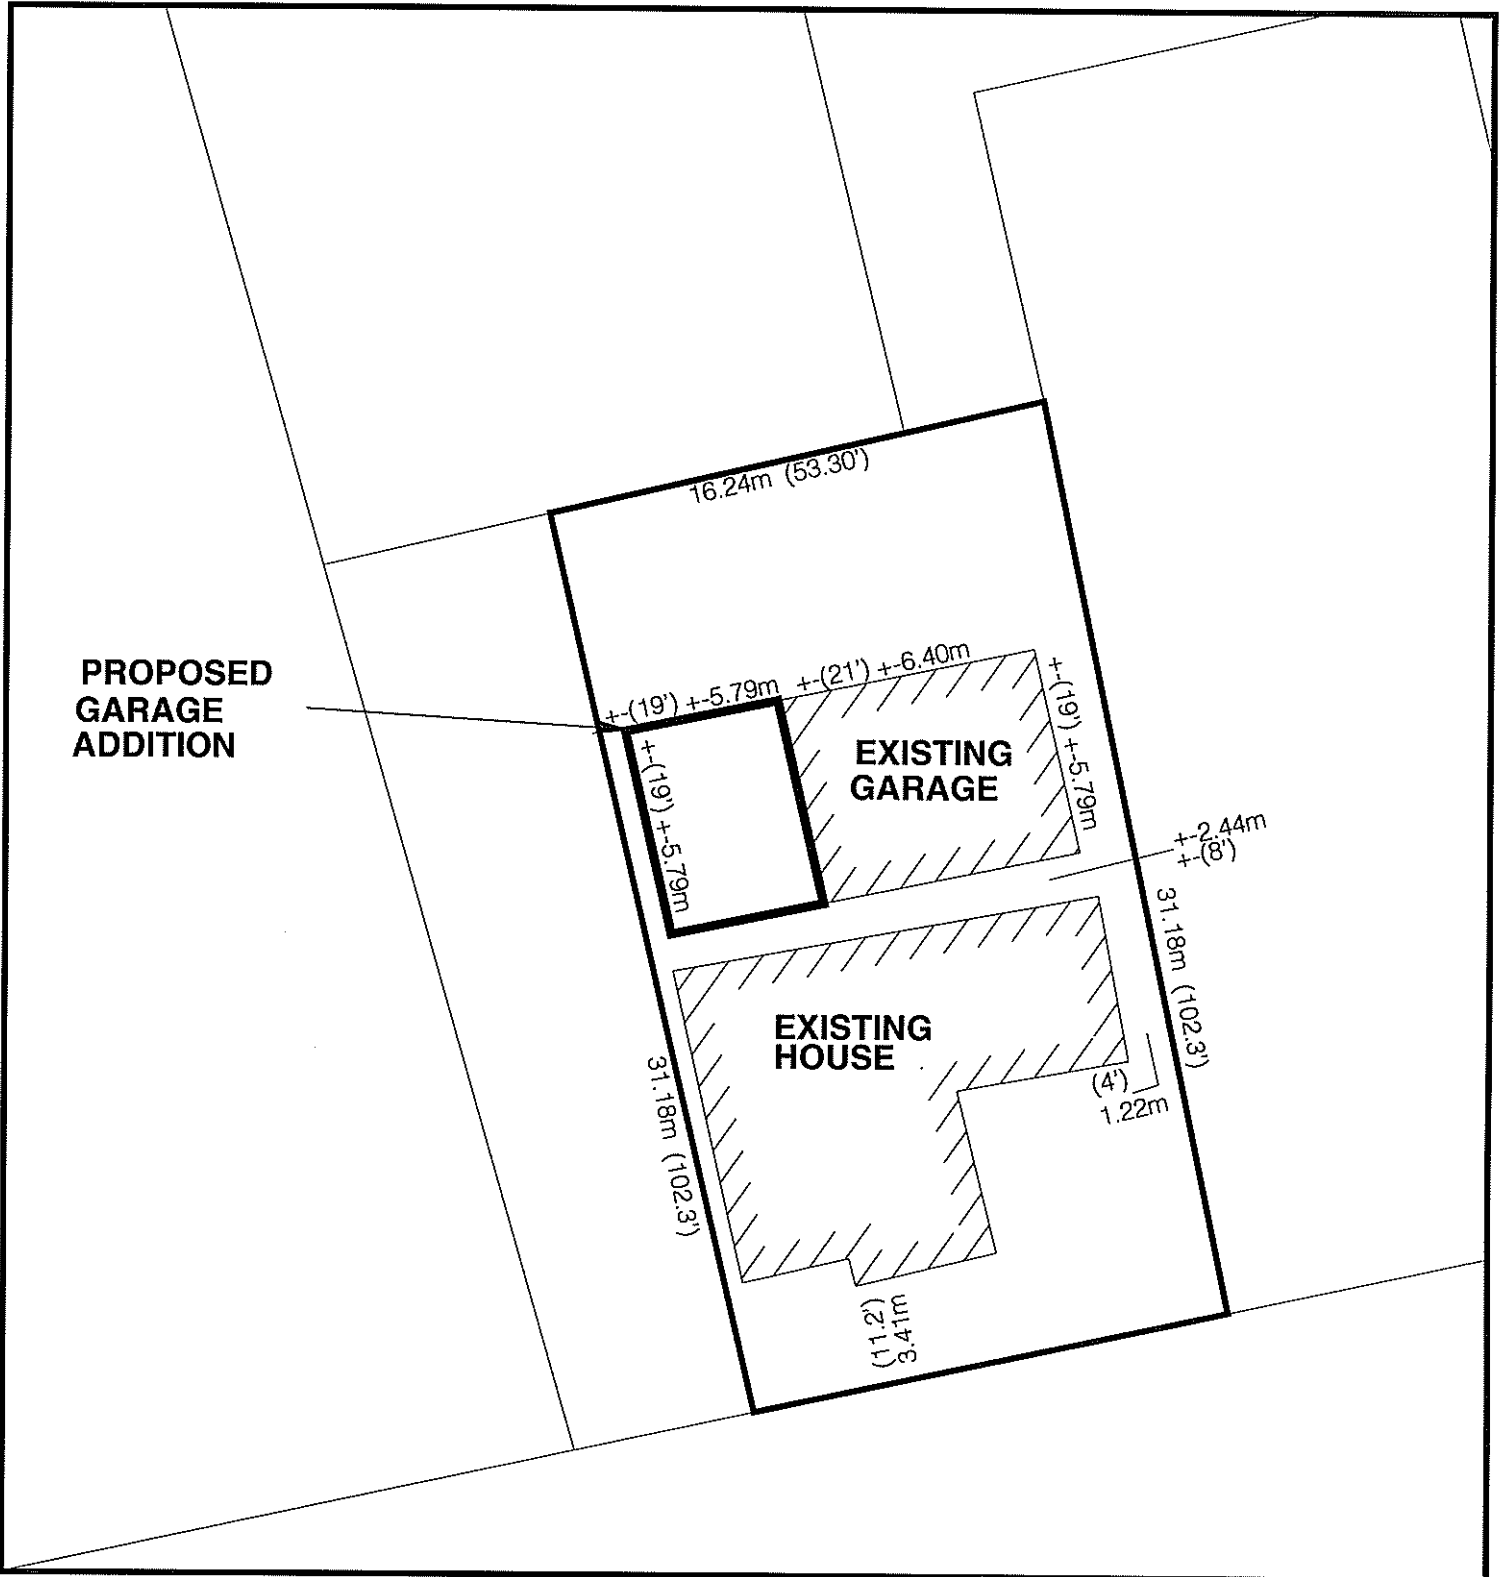 16.24m (53.30')
PROPOSED
GARAGE
ADDITION
+-(19') +-5.79m
+-(21') +-6.40m
+-(19') +-5.79m
+-(19') +-5.79m
EXISTING
GARAGE
+-2.44m
+-(8')
31.18m (102.3')
EXISTING
HOUSE
(4')
1.22m
31.18m (102.3')
(11.2')
3.41m